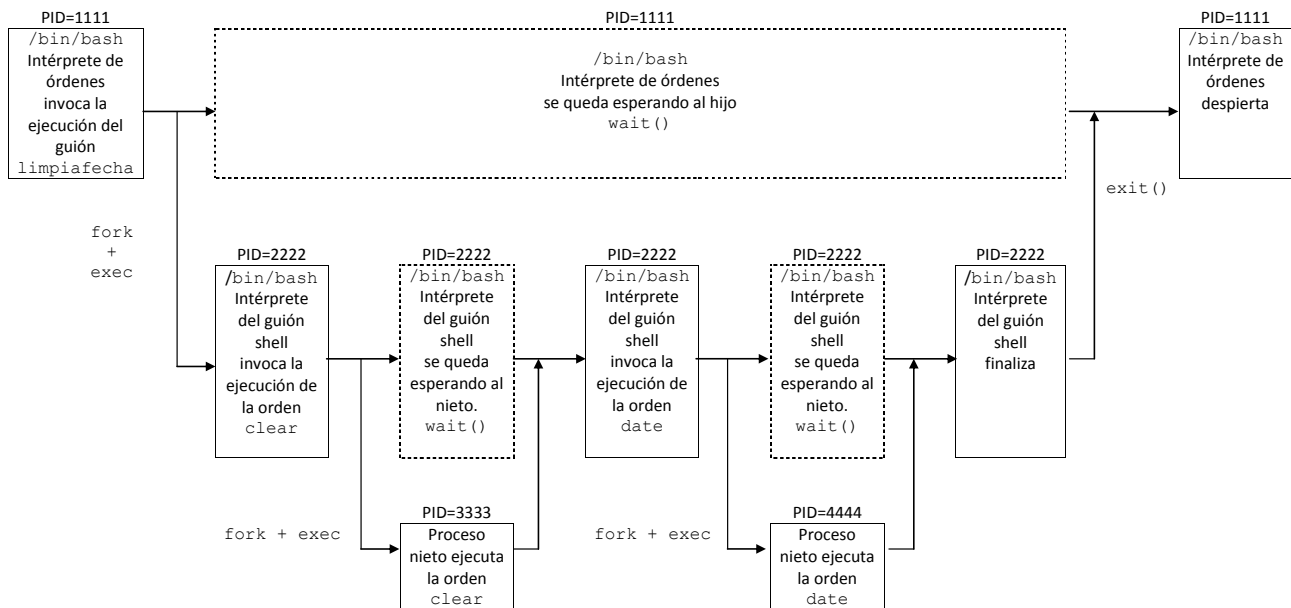 PID=1111
/bin/bash
Intérprete de
órdenes
invoca la
ejecución del
guión
limpiafecha
PID=1111
/bin/bash
Intérprete de órdenes
se queda esperando al hijo
wait()
PID=1111
/bin/bash
Intérprete de
órdenes
despierta
exit()
fork
+
exec
PID=2222
/bin/bash
Intérprete
del guión
shell
invoca la
ejecución de
la orden
clear
PID=2222
/bin/bash
Intérprete
del guión
shell
se queda
esperando al
nieto.
wait()
PID=2222
/bin/bash
Intérprete
del guión
shell
invoca la
ejecución de
la orden
date
PID=2222
/bin/bash
Intérprete
del guión
shell
se queda
esperando al
nieto.
wait()
PID=2222
/bin/bash
Intérprete
del guión
shell
finaliza
fork + exec
PID=3333
Proceso
nieto ejecuta
la orden
clear
fork + exec
PID=4444
Proceso
nieto ejecuta
la orden
date